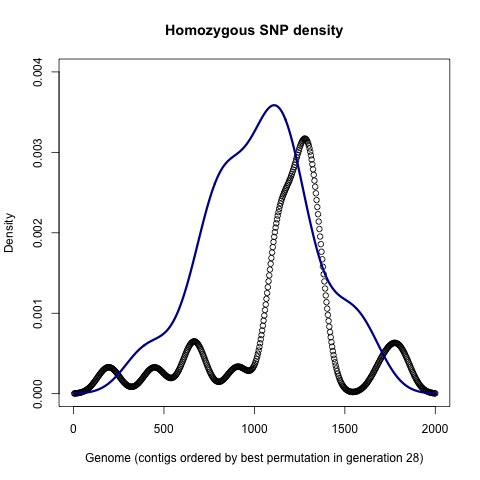 Homozygous SNP density
Density
0.004
0.003
0.002
0.001
0.000
0 500 1000 1500 2000
Genome (contigs ordered by best permutation in generation 28)